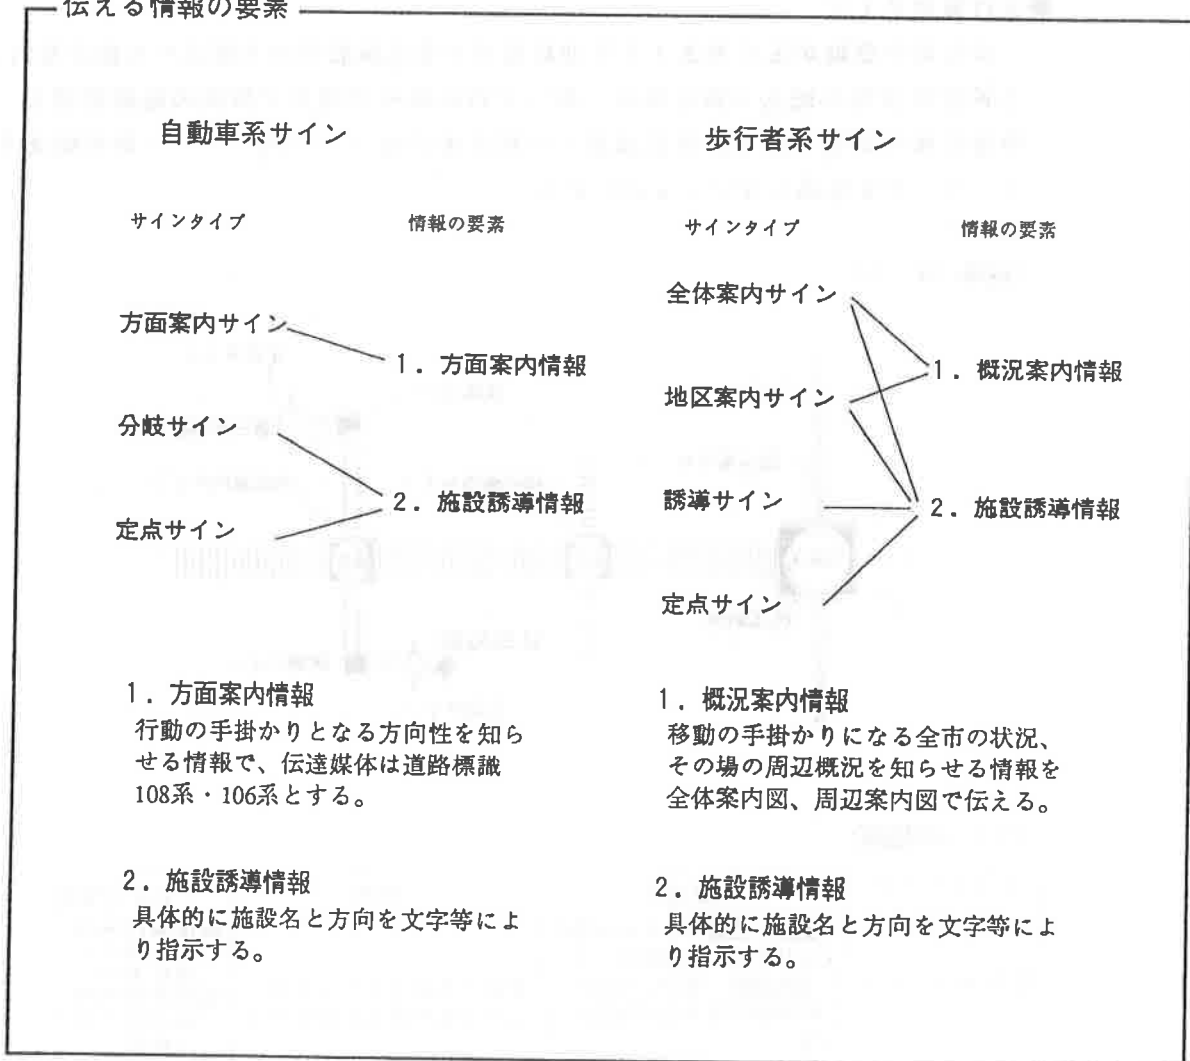 伝える情報の要素
自動車系サイン
サインタイプ
情報の要素
方面案内サイン
分岐サイン
定点サイン
1．方面案内情報
2．施設誘導情報
1．方面案内情報
行動の手掛かりとなる方向性を知ら
せる情報で、伝達媒体は道路標識
108系・106系とする。
2．施設誘導情報
具体的に施設名と方向を文字等によ
り指示する。
歩行者系サイン
サインタイプ
情報の要素
全体案内サイン
地区案内サイン
誘導サイン
定点サイン
1．概況案内情報
2．施設誘導情報
1．概況案内情報
移動の手掛かりになる全市の状況、
その場の周辺概況を知らせる情報を
全体案内図、周辺案内図で伝える。
2．施設誘導情報
具体的に施設名と方向を文字等によ
り指示する。